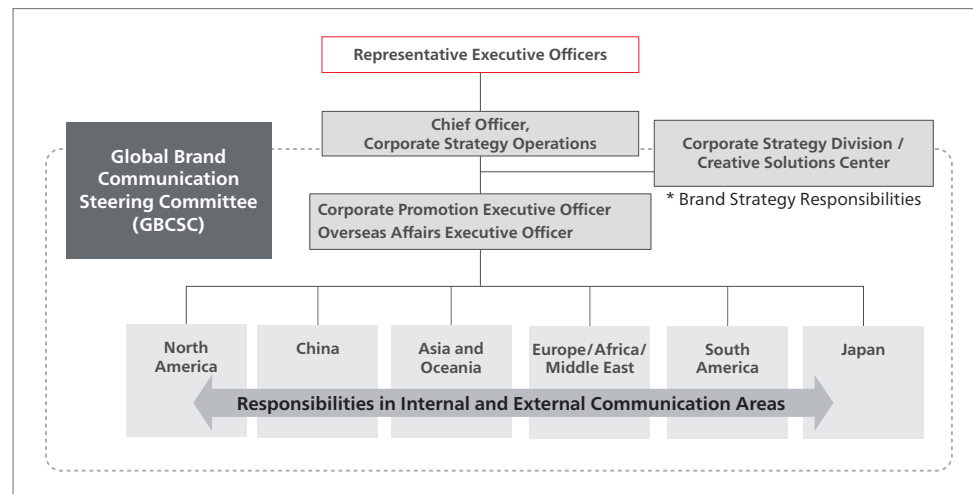 Representative Executive Officers
Chief Officer,
Corporate Strategy Operations
Global Brand
Communication
Steering Committee
(GBCSC)
Corporate Strategy Division /
Creative Solutions Center
* Brand Strategy Responsibilities
Corporate Promotion Executive Officer
Overseas Affairs Executive Officer
North
America
China
Asia and
Oceania
Europe/Africa/
Middle East
South
America
Japan
Responsibilities in Internal and External Communication Areas